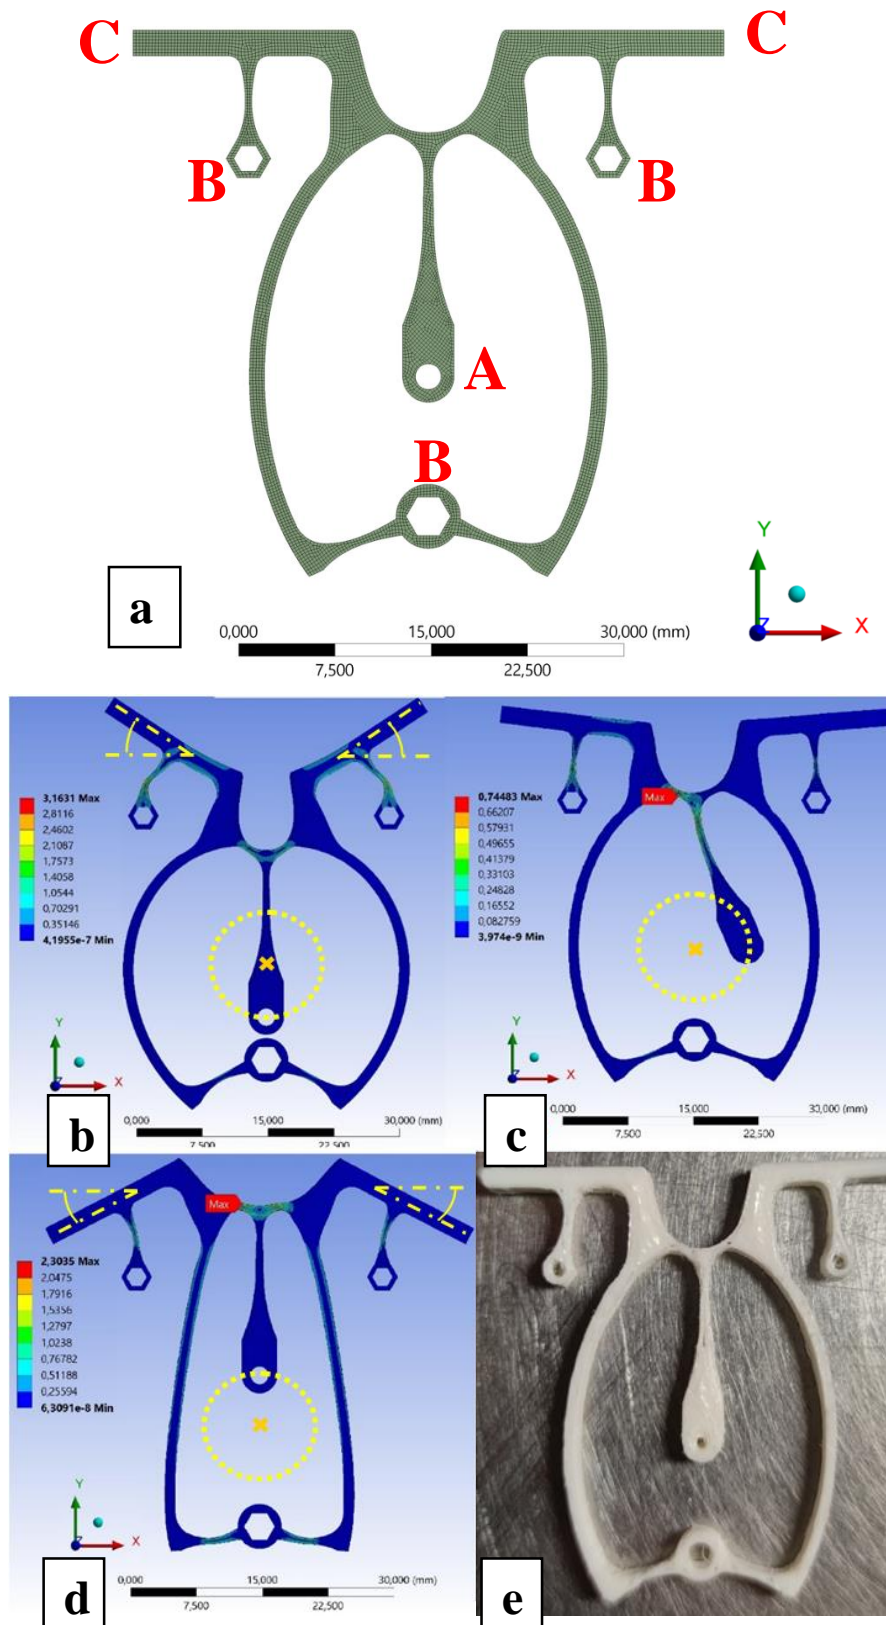 C
C
B
B
A
B
Y
X
Z
a
0,000
15,000
30,000 (mm)
7,500
22,500
3,1631 Max
2,8116
2,4602
2,1087
1,7573
1,4058
1,0544
0,70291
0,35146
4,1955e-7 Min
Y
X
0,000
15,000
30,000 (mm)
7,500
22,500
b
0,74483 Max
0,66207
0,57931
0,49655
0,41379
0,33103
0,24828
0,16552
0,082759
3,974e-9 Min
Max
Y
X
0,000
15,000
30,000 (mm)
7,500
22,500
c
Max
2,3035 Max
2,0475
1,7916
1,5356
1,2797
1,0238
0,76782
0,51188
0,25594
6,3091e-8 Min
Y
X
0,000
15,000
30,000 (mm)
7,500
22,500
d
e